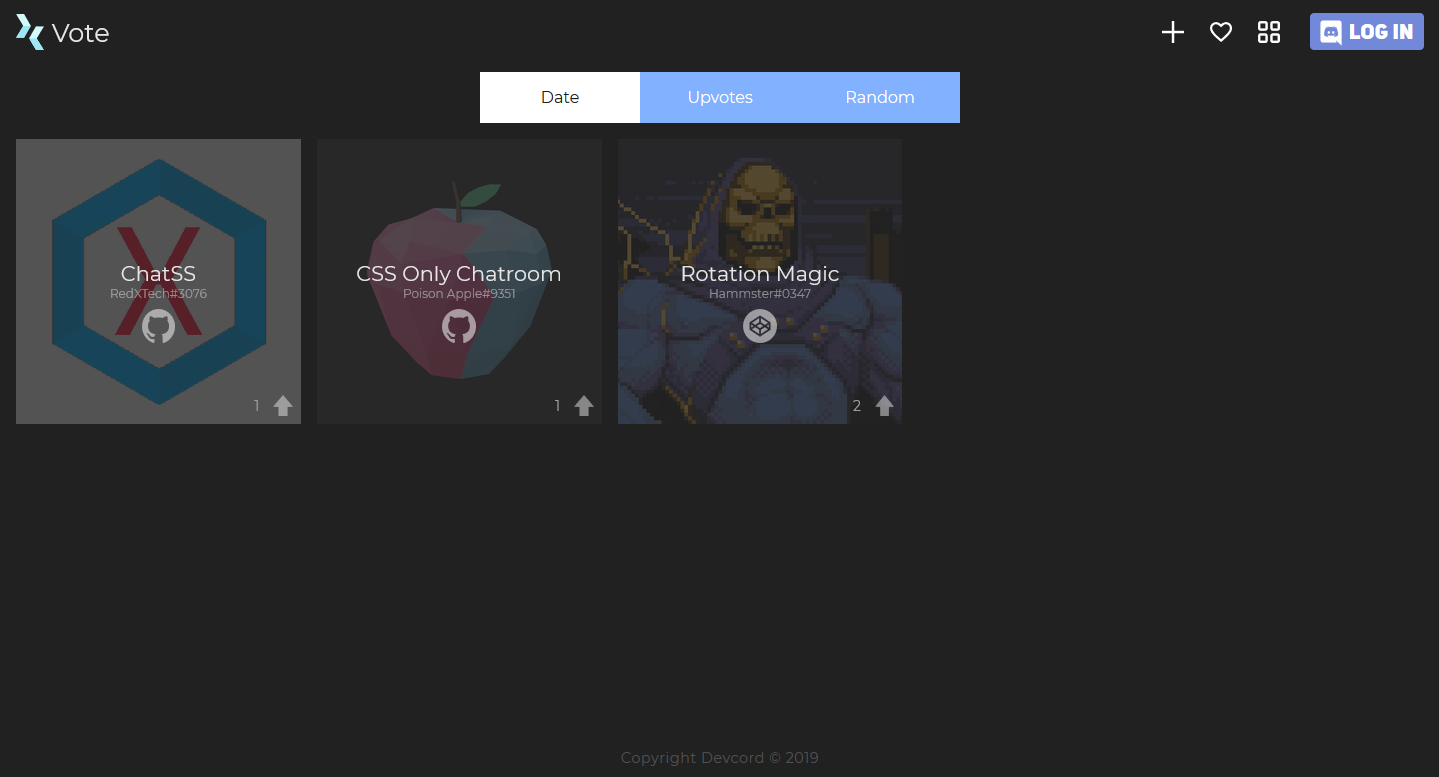 Vote
LOG IN
Date
Upvotes
Random
ChatSS
RedXTech#3076
1
CSS Only Chatroom
Poison Apple#9351
1
Rotation Magic
Hammster#0347
2
Copyright Devcord © 2019